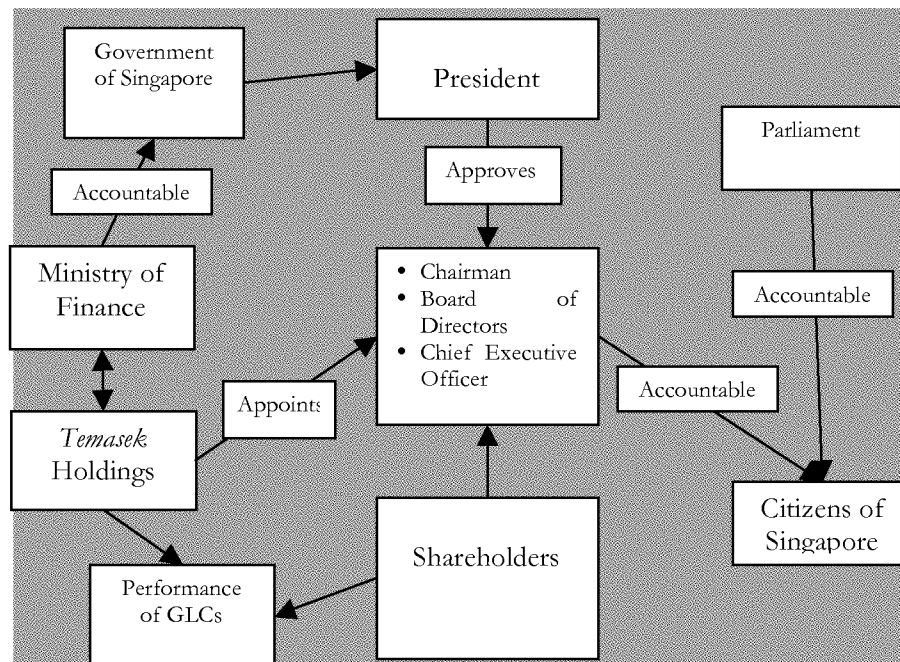 Government
of Singapore
President
Parliament
Accountable
Approves
Ministry of
Finance
• Chairman
• Board of
Directors
• Chief Executive
Officer
Accountable
Appoints
Accountable
Temasek
Holdings
Shareholders
Citizens of
Singapore
Performance
of GLCs